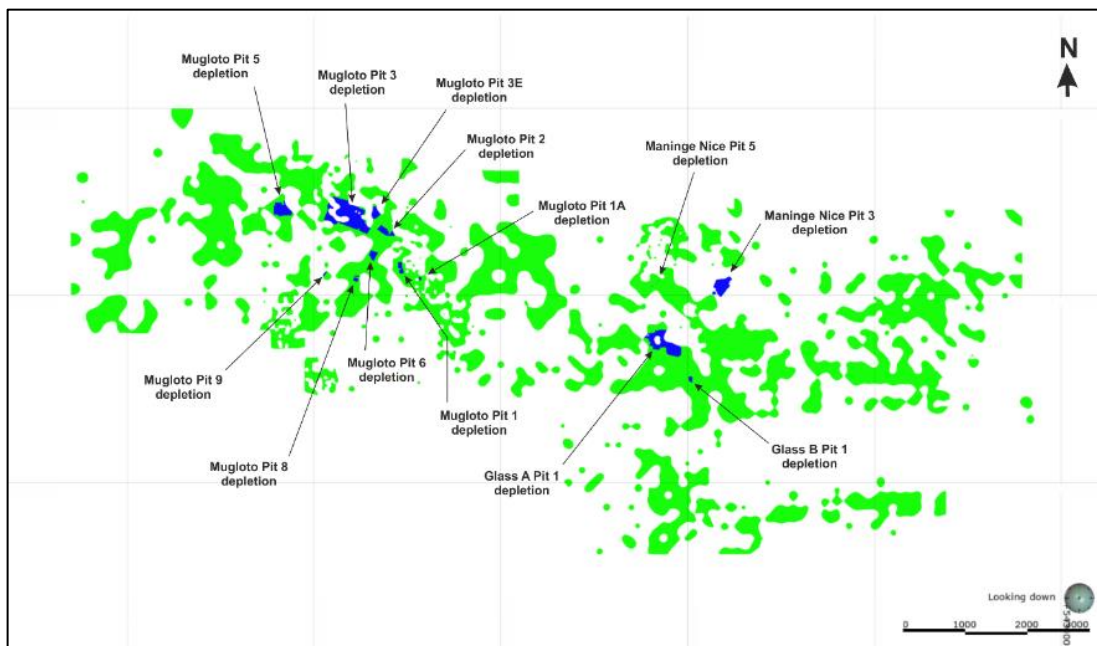 N
Mugloto Pit 5
depletion
Mugloto Pit 3
depletion
Mugloto Pit 3E
depletion
Mugloto Pit 2
depletion
Maninge Nice Pit 5
depletion
Mugloto Pit 1A
depletion
Maninge Nice Pit 3
depletion
Mugloto Pit 6
depletion
Mugloto Pit 9
depletion
Mugloto Pit 1
depletion
Mugloto Pit 8
depletion
Glass A Pit 1
depletion
Glass B Pit 1
depletion
Looking down
0 1000 2000 3000